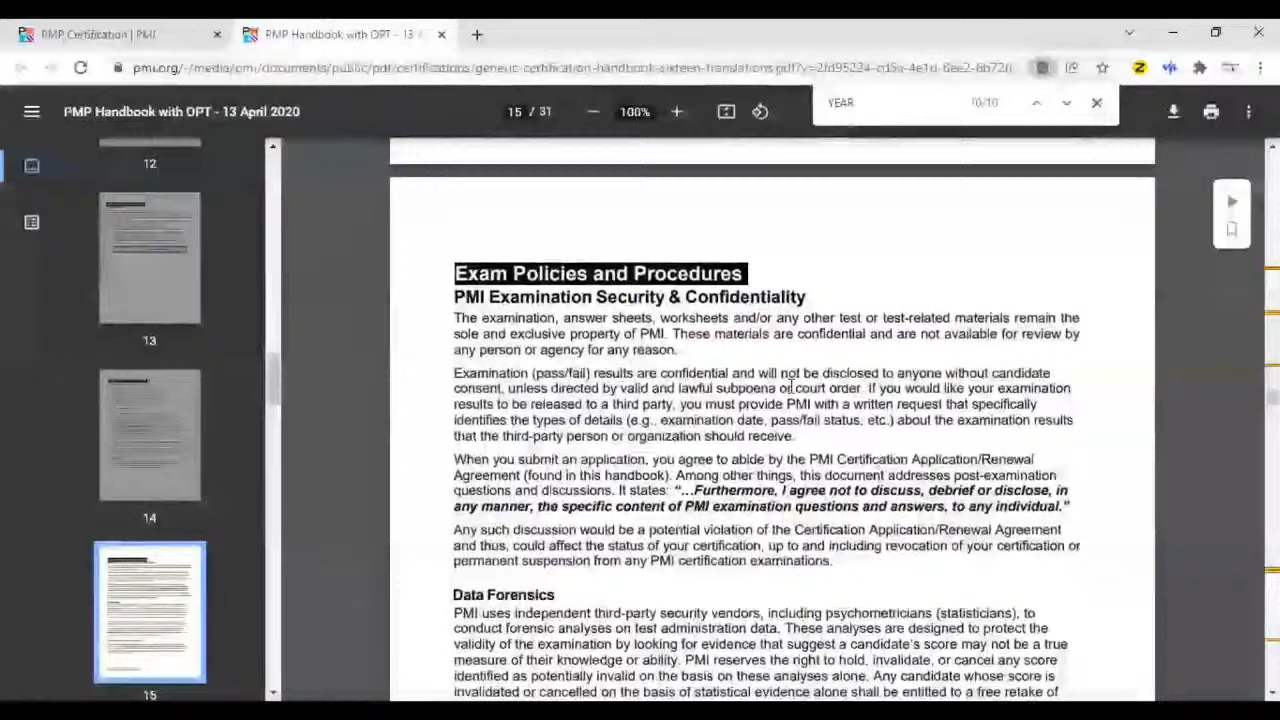 PMP Certification | PMI
PMP Handbook with OPT - 13
PMP Handbook with OPT - 13 April 2020
15 / 31
100%
YEAR
10/10
12
13
14
15
Exam Policies and Procedures
PMI Examination Security & Confidentiality
The examination, answer sheets, worksheets and/or any other test or test-related materials remain the
sole and exclusive property of PMI. These materials are confidential and are not available for review by
any person or agency for any reason.
Examination (pass/fail) results are confidential and will not be disclosed to anyone without candidate
consent, unless directed by valid and lawful subpoena or court order. If you would like your examination
results to be released to a third party, you must provide PMI with a written request that specifically
identifies the types of details (e.g., examination date, pass/fail status, etc.) about the examination results
that the third-party person or organization should receive.
When you submit an application, you agree to abide by the PMI Certification Application/Renewal
Agreement (found in this handbook). Among other things, this document addresses post-examination
questions and discussions. It states: “...Furthermore, I agree not to discuss, debrief or disclose, in
any manner, the specific content of PMI examination questions and answers, to any individual.”
Any such discussion would be a potential violation of the Certification Application/Renewal Agreement
and thus, could affect the status of your certification, up to and including revocation of your certification or
permanent suspension from any PMI certification examinations.
Data Forensics
PMI uses independent third-party security vendors, including psychometricians (statisticians), to
conduct forensic analyses on test administration data. These analyses are designed to protect the
validity of the examination by looking for evidence that suggest a candidate's score may not be a true
measure of their knowledge or ability. PMI reserves the right to hold, invalidate, or cancel any score
identified as potentially invalid on the basis on these analyses alone. Any candidate whose score is
invalidated or cancelled on the basis of statistical evidence alone shall be entitled to a free retake of